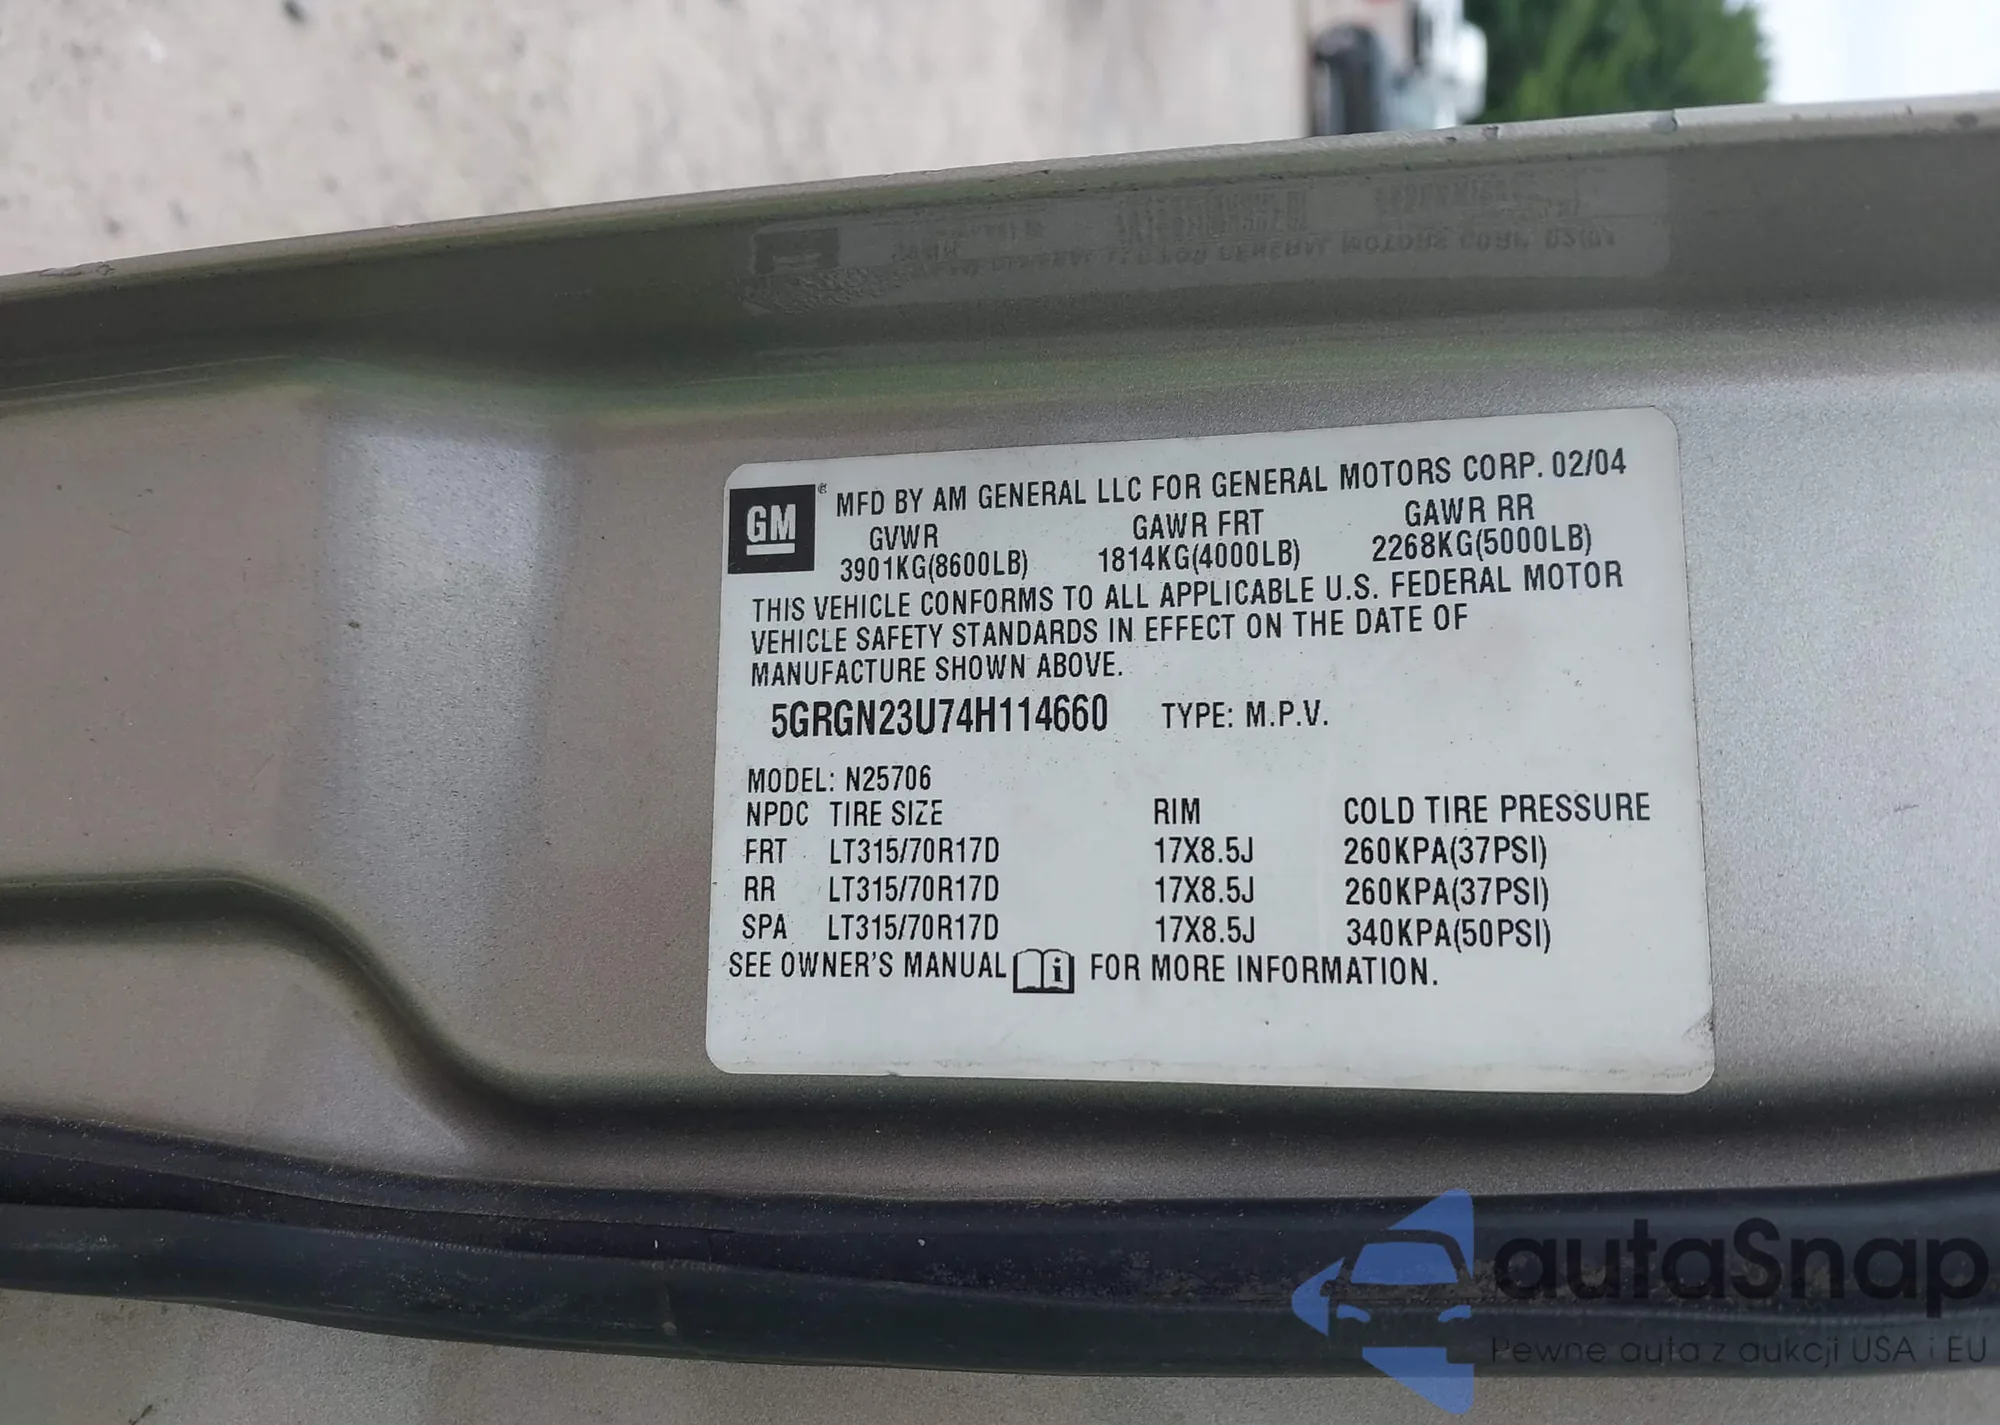 GM ® MFD BY AM GENERAL LLC FOR GENERAL MOTORS CORP. 02/04
GVWR GAWR FRT GAWR RR
3901KG(8600LB) 1814KG(4000LB) 2268KG(5000LB)
THIS VEHICLE CONFORMS TO ALL APPLICABLE U.S. FEDERAL MOTOR
VEHICLE SAFETY STANDARDS IN EFFECT ON THE DATE OF
MANUFACTURE SHOWN ABOVE.
5GRGN23U74H114660 TYPE: M.P.V.
MODEL: N25706
NPDC TIRE SIZE RIM COLD TIRE PRESSURE
FRT LT315/70R17D 17X8.5J 260KPA(37PSI)
RR LT315/70R17D 17X8.5J 260KPA(37PSI)
SPA LT315/70R17D 17X8.5J 340KPA(50PSI)
SEE OWNER'S MANUAL i FOR MORE INFORMATION.
autaSnap
Pewne auta z aukcji USA i EU